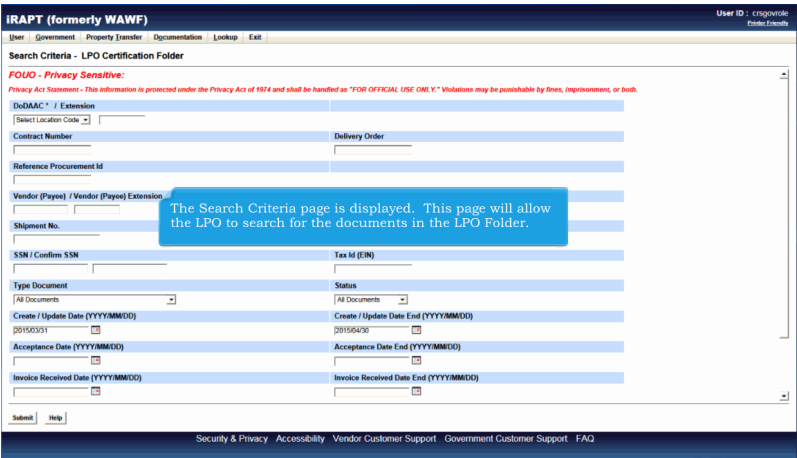 iRAPT (formerly WAWF)
User ID : crsgovrole
Printer Friendly
User Government Property Transfer Documentation Lookup Exit
Search Criteria - LPO Certification Folder
FOUO - Privacy Sensitive:
Privacy Act Statement - This information is protected under the Privacy Act of 1974 and shall be handled as "FOR OFFICIAL USE ONLY." Violations may be punishable by fines, imprisonment, or both.
DoDAAC * / Extension
Select Location Code
Contract Number Delivery Order
Reference Procurement Id
Vendor (Payee) / Vendor (Payee) Extension
The Search Criteria page is displayed. This page will allow
the LPO to search for the documents in the LPO Folder.
Shipment No.
SSN / Confirm SSN Tax Id (EIN)
Type Document Status
All Documents All Documents
Create / Update Date (YYYY/MM/DD) Create / Update Date End (YYYY/MM/DD)
2015/03/31 2015/04/30
Acceptance Date (YYYY/MM/DD) Acceptance Date End (YYYY/MM/DD)
Invoice Received Date (YYYY/MM/DD) Invoice Received Date End (YYYY/MM/DD)
Submit Help
Security & Privacy Accessibility Vendor Customer Support Government Customer Support FAQ